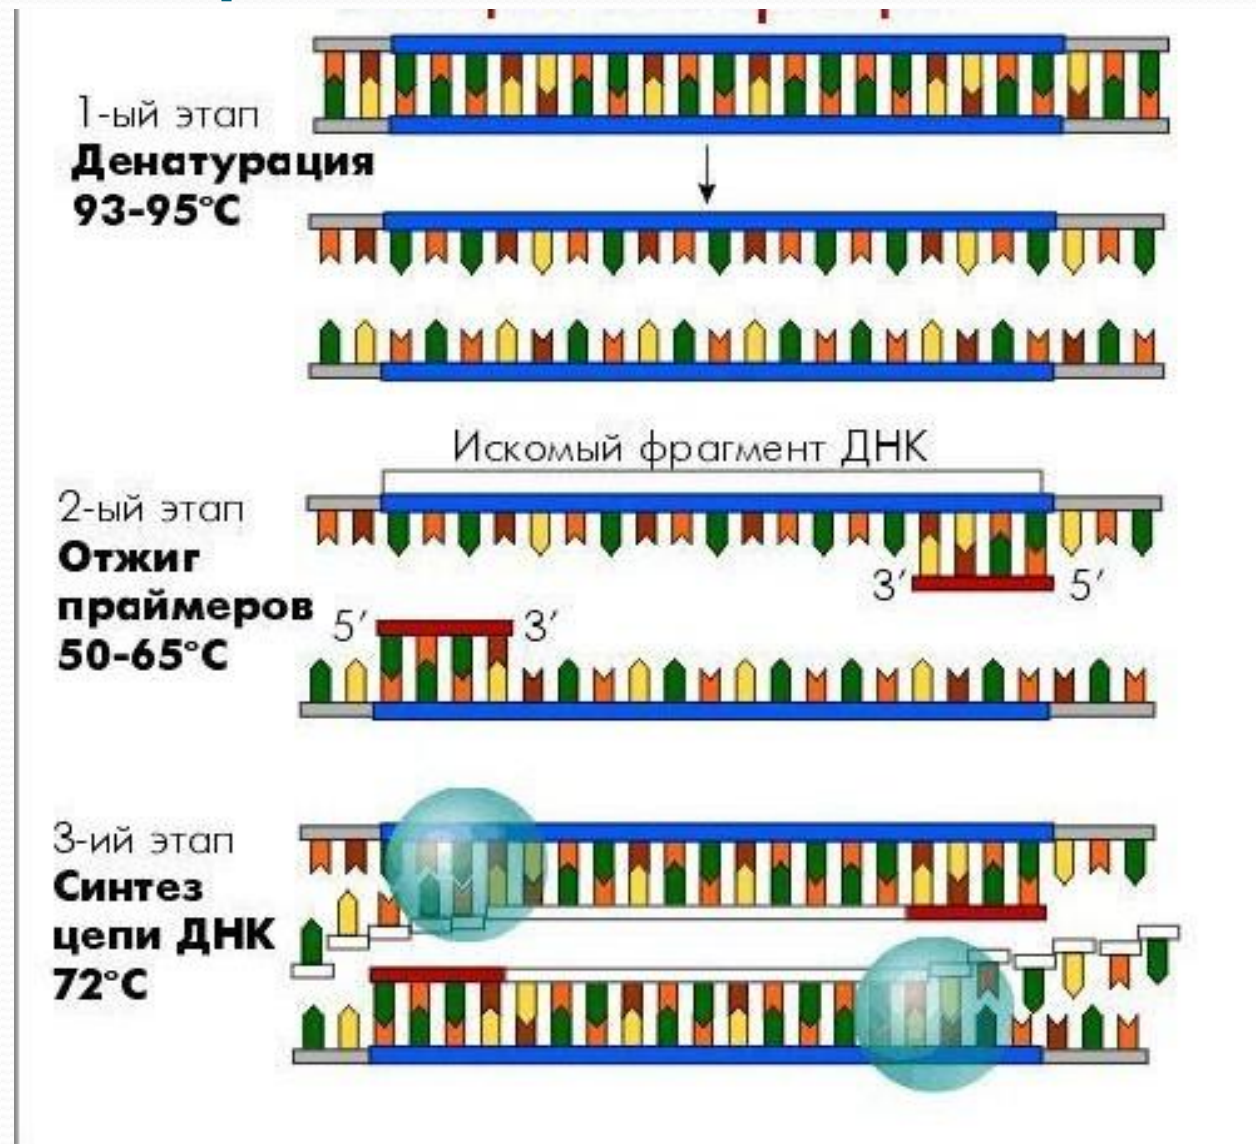 1-ый этап
Денатурация
93-95°C
Искомый фрагмент ДНК
2-ый этап
Отжиг
праймеров
50-65°C
3′ 5′
5′ 3′
3-ий этап
Синтез
цепи ДНК
72°C